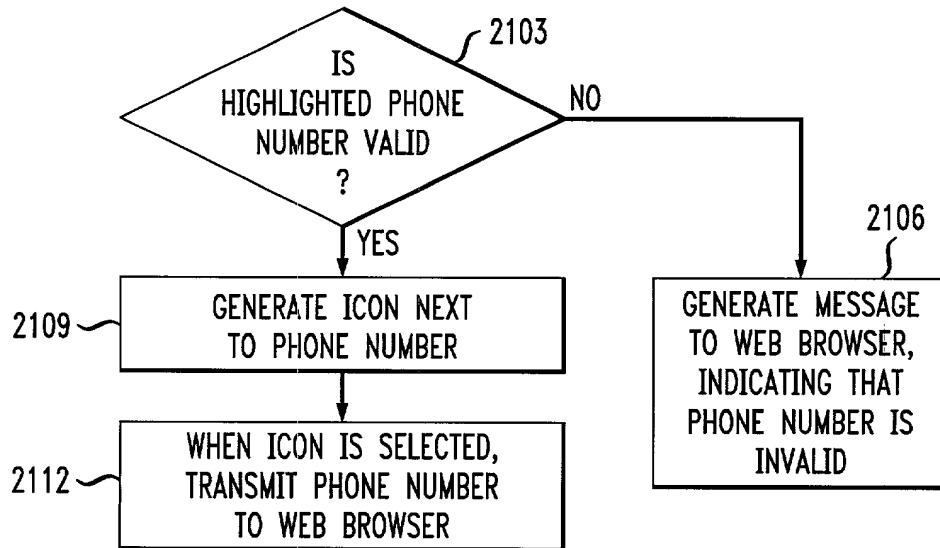 2103
IS
HIGHLIGHTED PHONE
NUMBER VALID
?
NO
YES
2106
GENERATE MESSAGE
TO WEB BROWSER,
INDICATING THAT
PHONE NUMBER IS
INVALID
2109
GENERATE ICON NEXT
TO PHONE NUMBER
2112
WHEN ICON IS SELECTED,
TRANSMIT PHONE NUMBER
TO WEB BROWSER